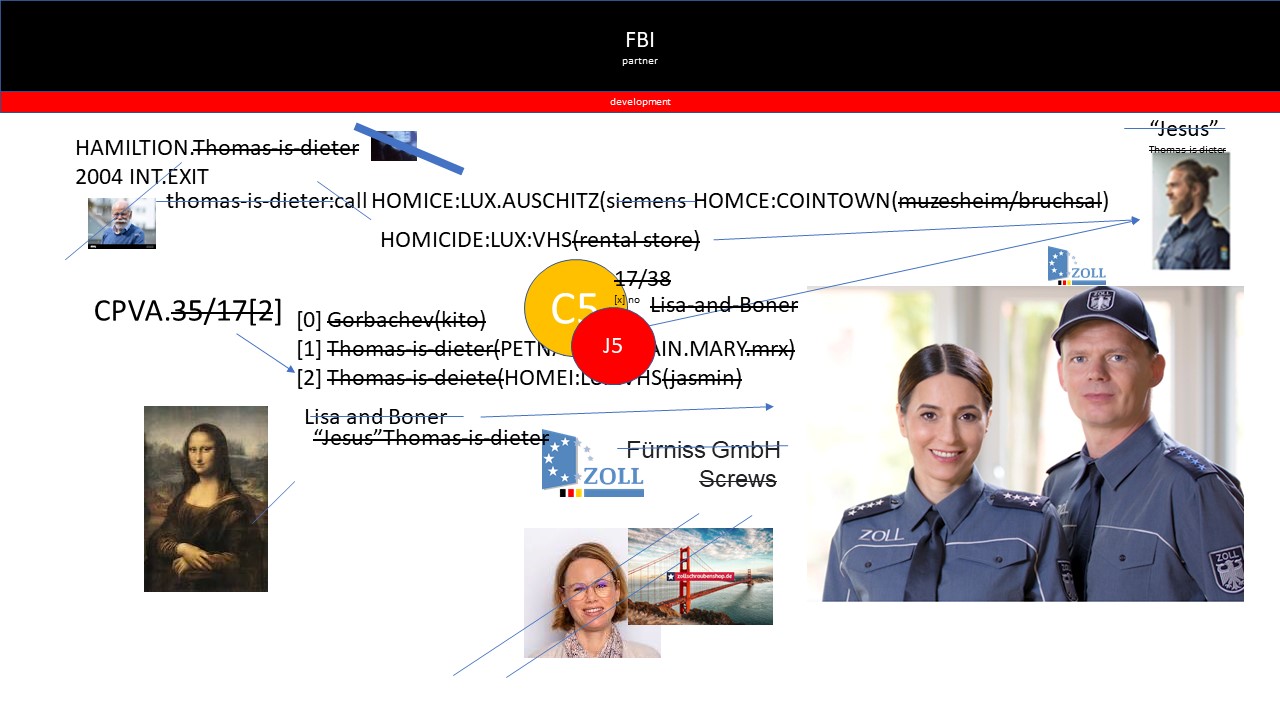 FBI
partner
development
“Jesus”
Thomas-is-dieter
HAMILTION.Thomas-is-dieter
2004 INT.EXIT
thomas-is-dieter:call HOMICE:LUX.AUSCHITZ(siemens HOMCE:COINTOWN(muzesheim/bruchsal)
HOMICIDE:LUX:VHS(rental store)
ZOLL
17/38
C5
[x] no
Lisa-and-Boner
CPVA.35/17[2]
[0] Gorbachev(kito)
J5
[1] Thomas-is-dieter(PETN AIN.MARY.mrx)
[2] Thomas-is-deiete(HOMEI:LU VHS(jasmin)
Lisa and Boner
“Jesus”Thomas-is-dieter
ZOLL
Fürniss GmbH
Screws
ZOLL
ZOLL
ZOLL
zollschraubenshop.de